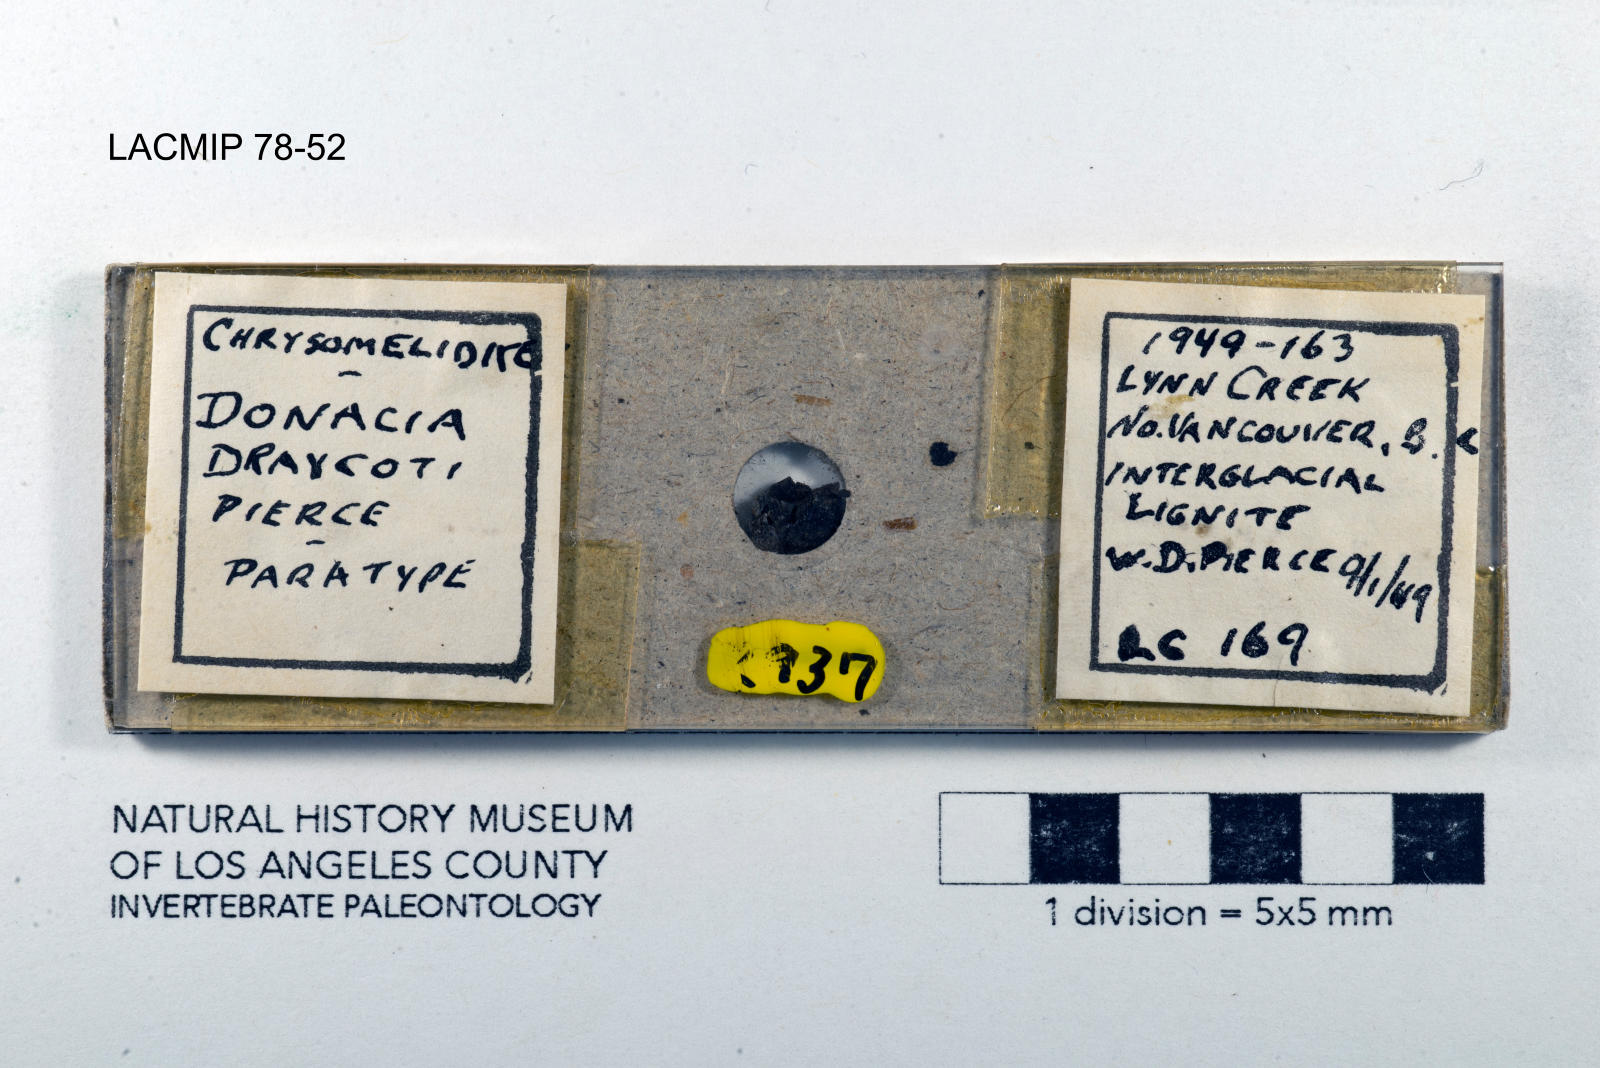 LACMIP 78-52
CHRYSOMELIDAE
DONACIA
DRAYCOTI
PIERCE
PARATYPE
1949-163
LYNN CREEK
NO. VANCOUVER, B.C
INTERGLACIAL
LIGNITE
W.D. PIERCE 9/1/49
LC 169
37
NATURAL HISTORY MUSEUM
OF LOS ANGELES COUNTY
INVERTEBRATE PALEONTOLOGY
1 division = 5x5 mm